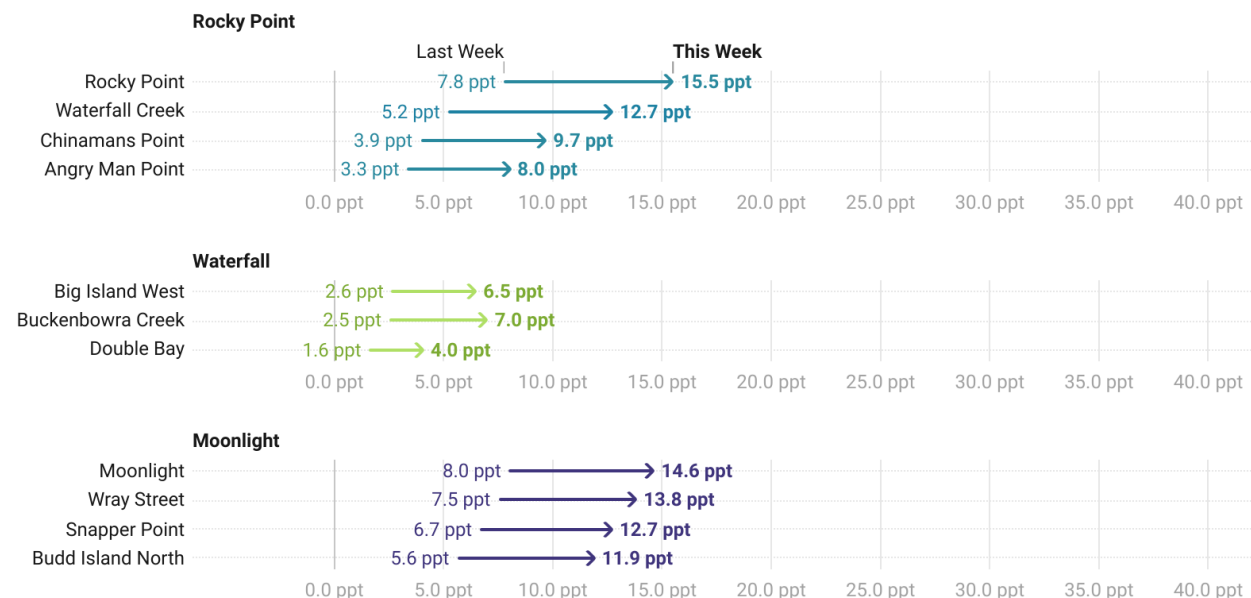 Rocky Point
Last Week This Week
Rocky Point 7.8 ppt 15.5 ppt
Waterfall Creek 5.2 ppt 12.7 ppt
Chinamans Point 3.9 ppt 9.7 ppt
Angry Man Point 3.3 ppt 8.0 ppt
0.0 ppt 5.0 ppt 10.0 ppt 15.0 ppt 20.0 ppt 25.0 ppt 30.0 ppt 35.0 ppt 40.0 ppt
Waterfall
Big Island West 2.6 ppt 6.5 ppt
Buckenbowra Creek 2.5 ppt 7.0 ppt
Double Bay 1.6 ppt 4.0 ppt
0.0 ppt 5.0 ppt 10.0 ppt 15.0 ppt 20.0 ppt 25.0 ppt 30.0 ppt 35.0 ppt 40.0 ppt
Moonlight
Moonlight 8.0 ppt 14.6 ppt
Wray Street 7.5 ppt 13.8 ppt
Snapper Point 6.7 ppt 12.7 ppt
Budd Island North 5.6 ppt 11.9 ppt
0.0 ppt 5.0 ppt 10.0 ppt 15.0 ppt 20.0 ppt 25.0 ppt 30.0 ppt 35.0 ppt 40.0 ppt